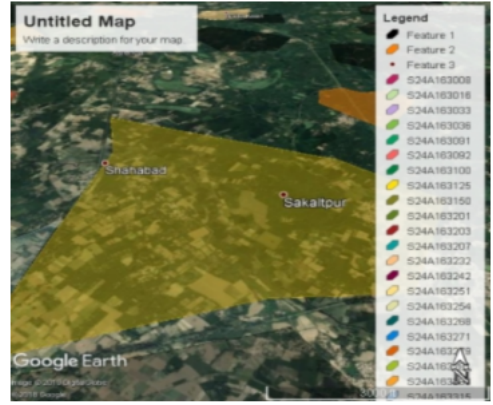 Untitled Map
Write a description for your map.
Legend
Feature 1
Feature 2
Feature 3
S24A163008
S24A163016
S24A163033
S24A163036
S24A163091
S24A163092
S24A163100
S24A163125
S24A163150
S24A163201
S24A163203
S24A163207
S24A163232
S24A163242
S24A163251
S24A163254
S24A163268
S24A163271
Shahabad
Sakaltpur
Google Earth